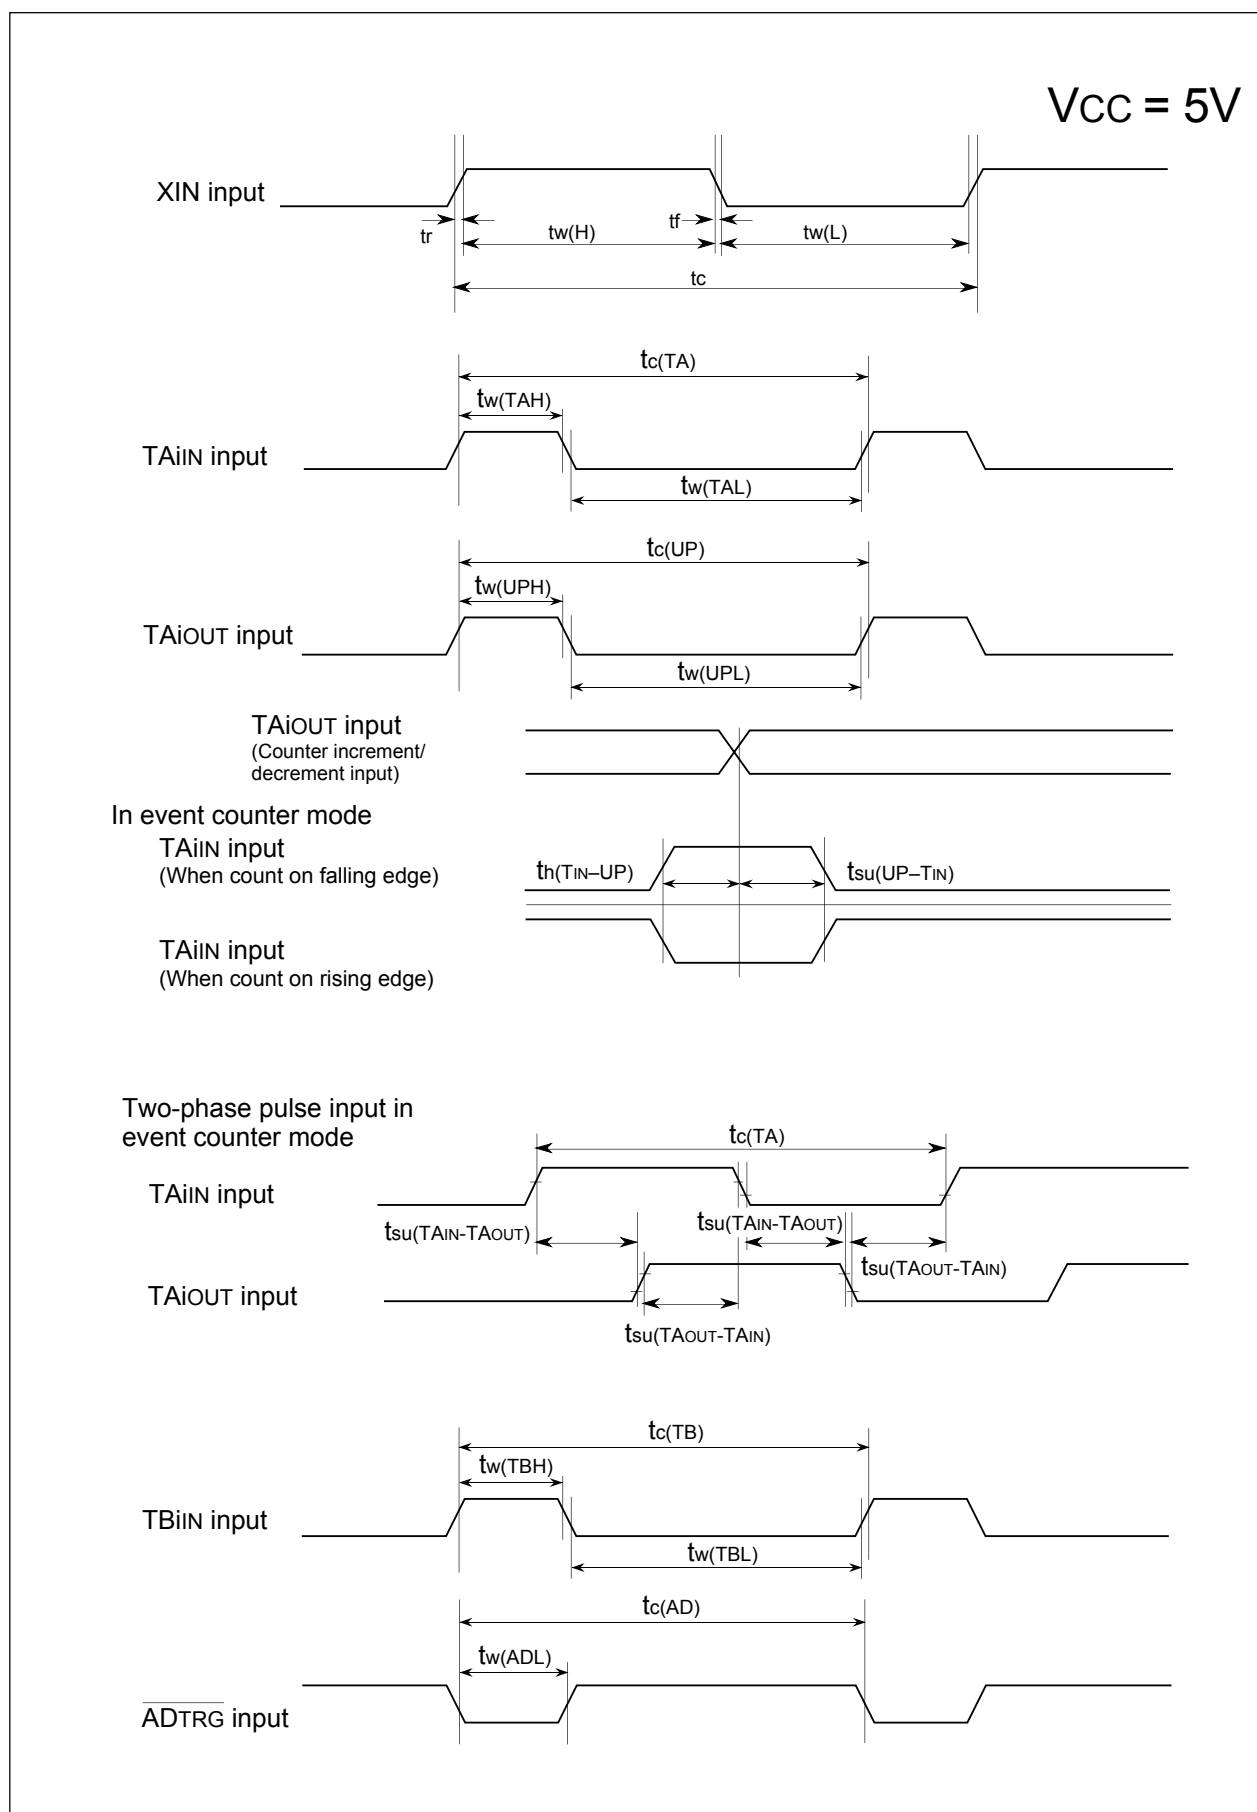 VCC = 5V
XIN input
tr
tw(H)
tf
tw(L)
tc
tc(TA)
tw(TAH)
TAiIN input
tw(TAL)
tc(UP)
tw(UPH)
TAiOUT input
tw(UPL)
TAiOUT input
(Counter increment/
decrement input)
In event counter mode
TAiIN input
(When count on falling edge)
th(TIN–UP)
tsu(UP–TIN)
TAiIN input
(When count on rising edge)
Two-phase pulse input in
event counter mode
tc(TA)
TAiIN input
tsu(TAIN-TAOUT)
tsu(TAIN-TAOUT)
tsu(TAOUT-TAIN)
TAiOUT input
tsu(TAOUT-TAIN)
tc(TB)
tw(TBH)
TBiIN input
tw(TBL)
tc(AD)
tw(ADL)
ADTRG input